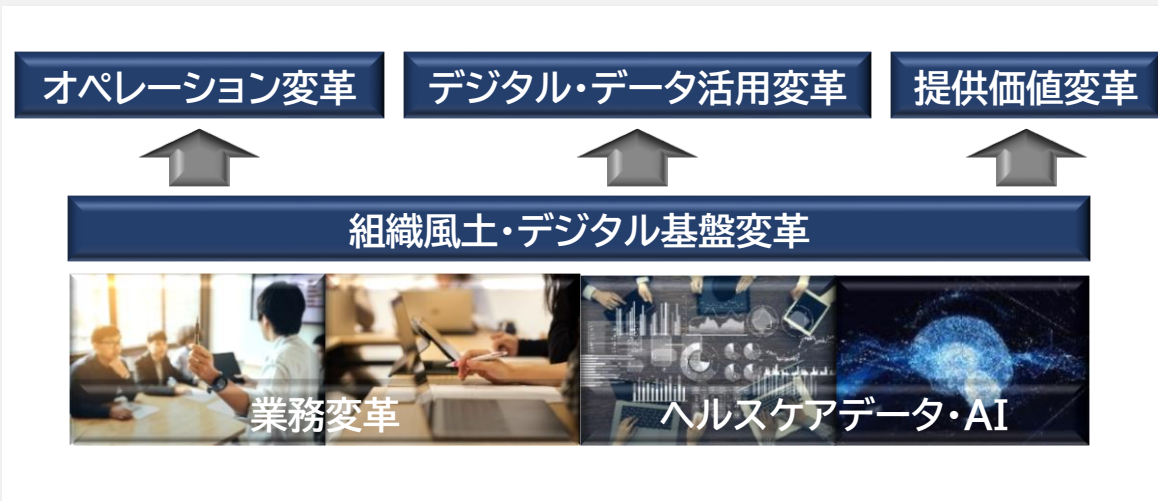 オペレーション変革
デジタル・データ活用変革
提供価値変革
組織風土・デジタル基盤変革
業務変革
ヘルスケアデータ・AI